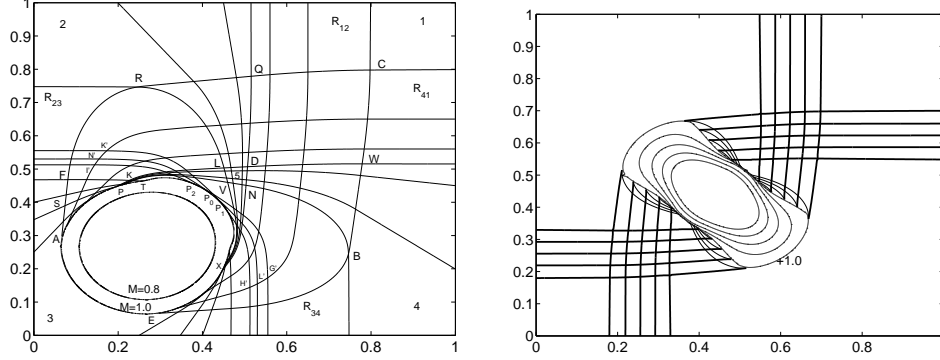 1
0.9
0.8
0.7
0.6
0.5
0.4
0.3
0.2
0.1
0
0 0.2 0.4 0.6 0.8 1
2
R12
1
R
Q
C
R23
R41
K'
N'
I'
F
K
L
D
W
S
P
T
P2
5
V
N
P0
P1
A
X
B
H'
L'
G'
M=0.8
M=1.0
E
3
R34
4
1
0.9
0.8
0.7
0.6
0.5
0.4
0.3
0.2
0.1
0
0 0.2 0.4 0.6 0.8
+1.0